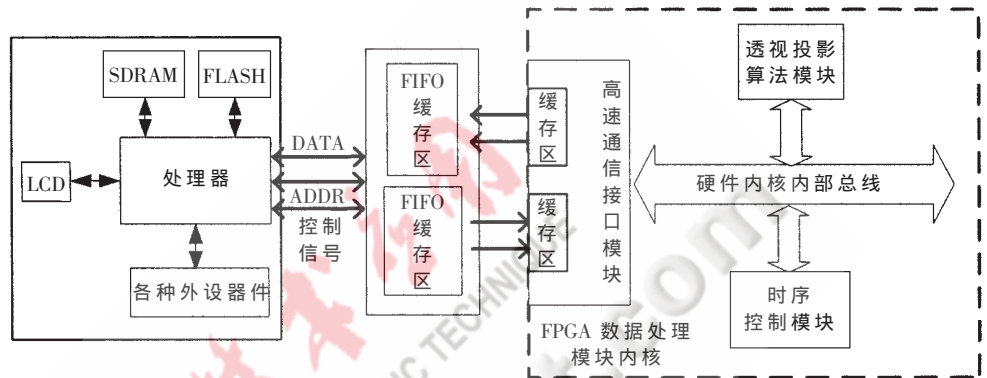 SDRAM
FLASH
LCD
处理器
各种外设器件
DATA
ADDR
控制
信号
FIFO
缓
存
区
FIFO
缓
存
区
缓
存
区
缓
存
区
高
速
通
信
接
口
模
块
透视投影
算法模块
硬件内核内部总线
时序
控制模块
FPGA 数据处理
模块内核